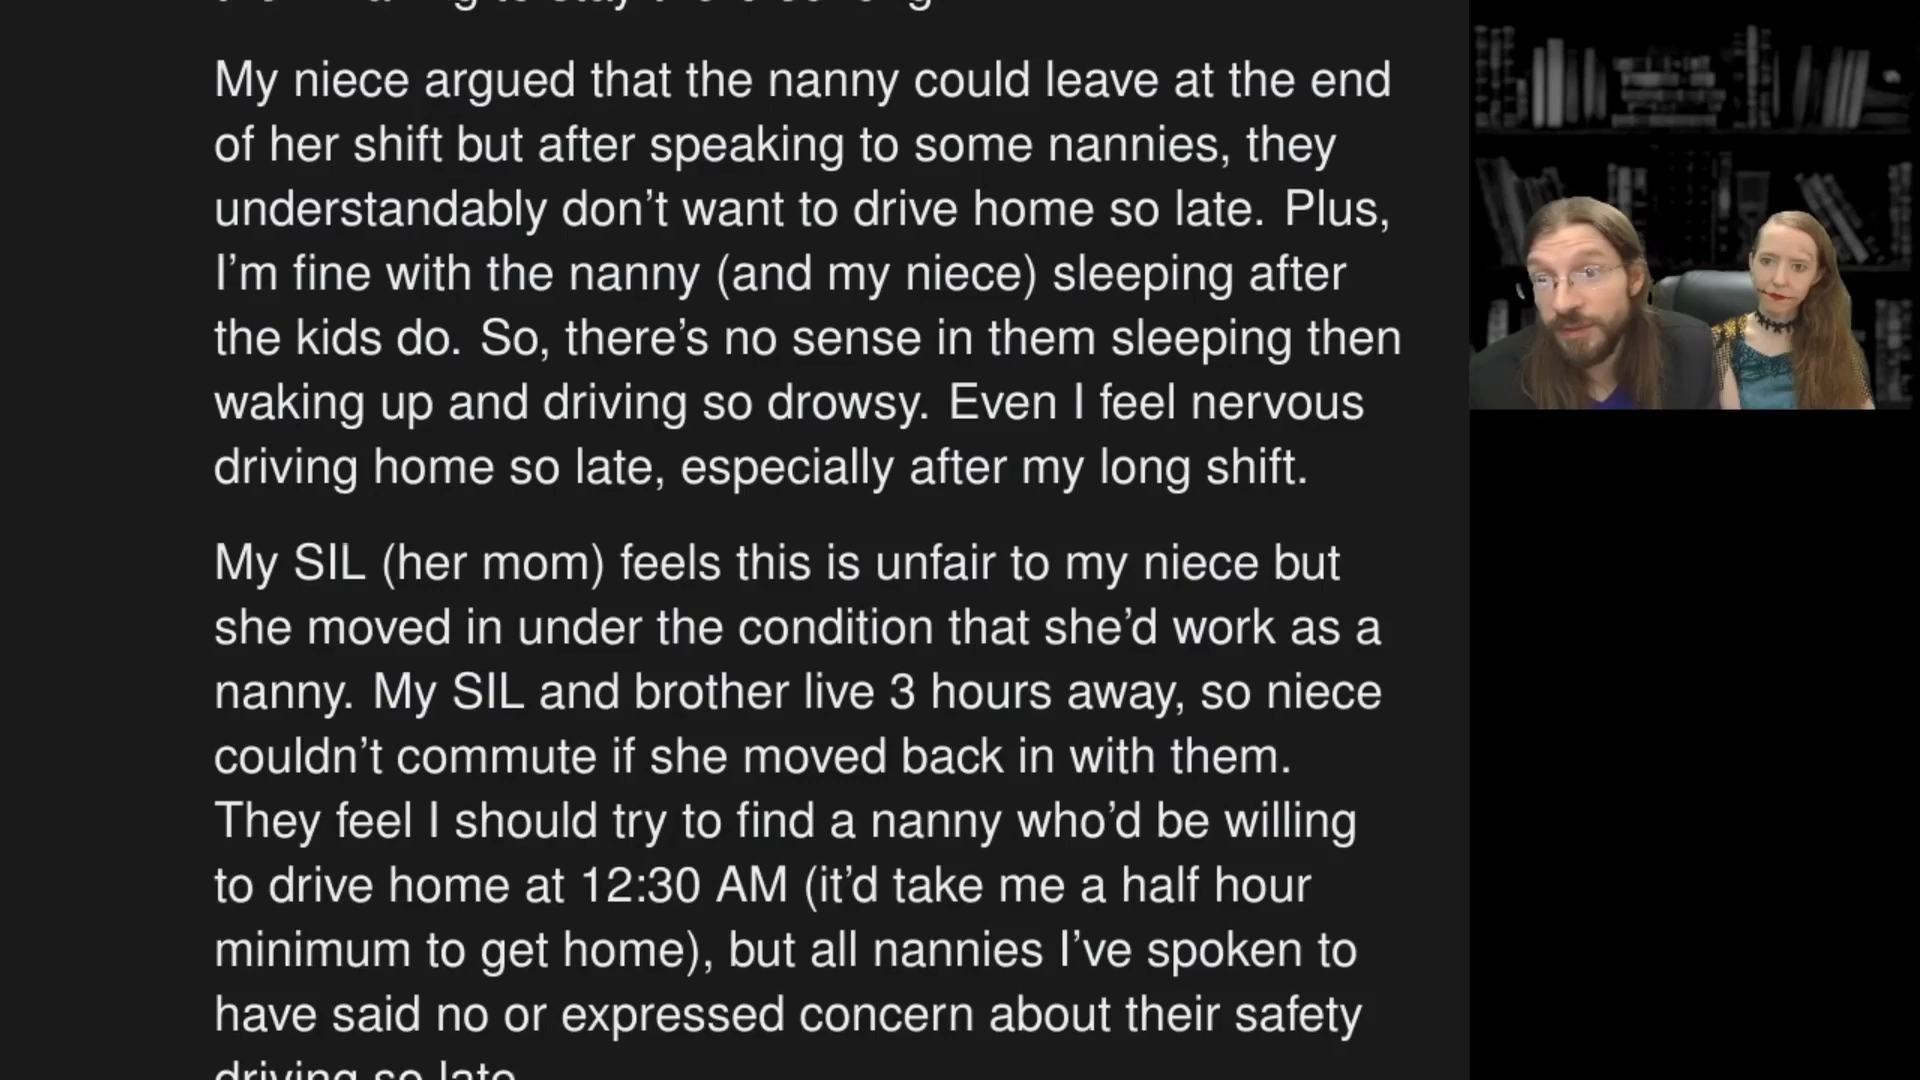 My niece argued that the nanny could leave at the end
of her shift but after speaking to some nannies, they
understandably don’t want to drive home so late. Plus,
I’m fine with the nanny (and my niece) sleeping after
the kids do. So, there’s no sense in them sleeping then
waking up and driving so drowsy. Even I feel nervous
driving home so late, especially after my long shift.
My SIL (her mom) feels this is unfair to my niece but
she moved in under the condition that she’d work as a
nanny. My SIL and brother live 3 hours away, so niece
couldn’t commute if she moved back in with them.
They feel I should try to find a nanny who’d be willing
to drive home at 12:30 AM (it’d take me a half hour
minimum to get home), but all nannies I’ve spoken to
have said no or expressed concern about their safety
driving so late